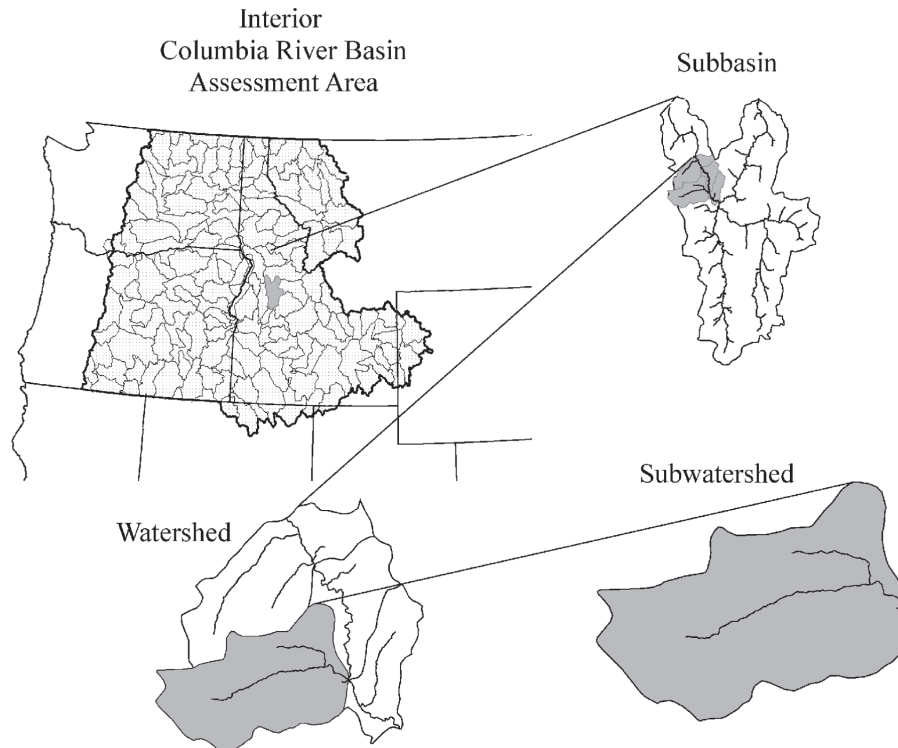 Interior
Columbia River Basin
Assessment Area
Subbasin
Watershed
Subwatershed